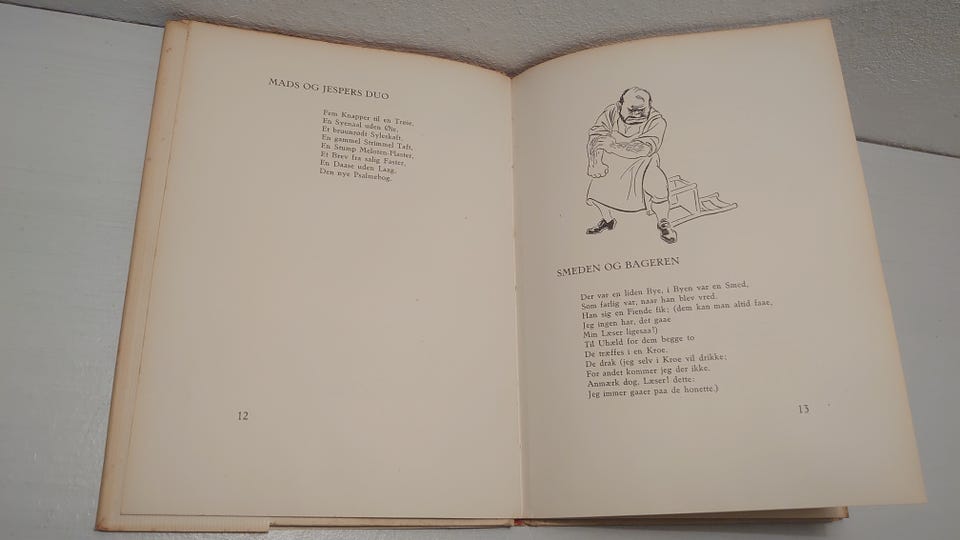 MADS OG JESPERS DUO
Fem Knapper til en Trøie,
En Syenaal uden Øie,
Et bruunrødt Syleskaft,
En gammel Strimmel Taft,
En Stump Meloten-Plaster,
Et Brev fra salig Faster,
En Daase uden Laag,
Den nye Psalmebog.
12
SMEDEN OG BAGEREN
Der var en liden Bye, i Byen var en Smed,
Som farlig var, naar han blev vred.
Han sig en Fiende fik; (dem kan man altid faae,
Jeg ingen har, det gaae
Min Læser ligesaa!)
Til Uhæld for dem begge to
De træffes i en Kroe.
De drak (jeg selv i Kroe vil drikke;
For andet kommer jeg der ikke.
Anmærk dog, Læser! dette:
Jeg immer gaaer paa de honette.)
13